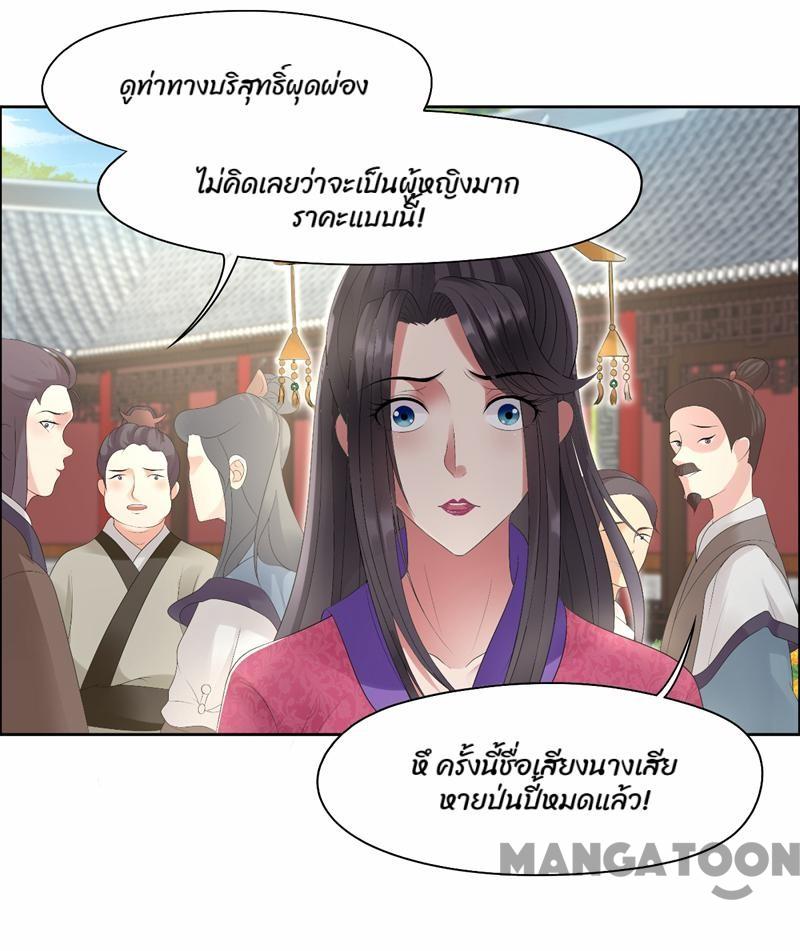 ดูท่าทางบริสุทธิ์ผุดผ่อง
ไม่คิดเลยว่าจะเป็นผู้หญิงมาก
ราคะแบบนี้!
หึ ครั้งนี้ชื่อเสียงนางเสีย
หายป่นปี้หมดแล้ว!
MANGATOON